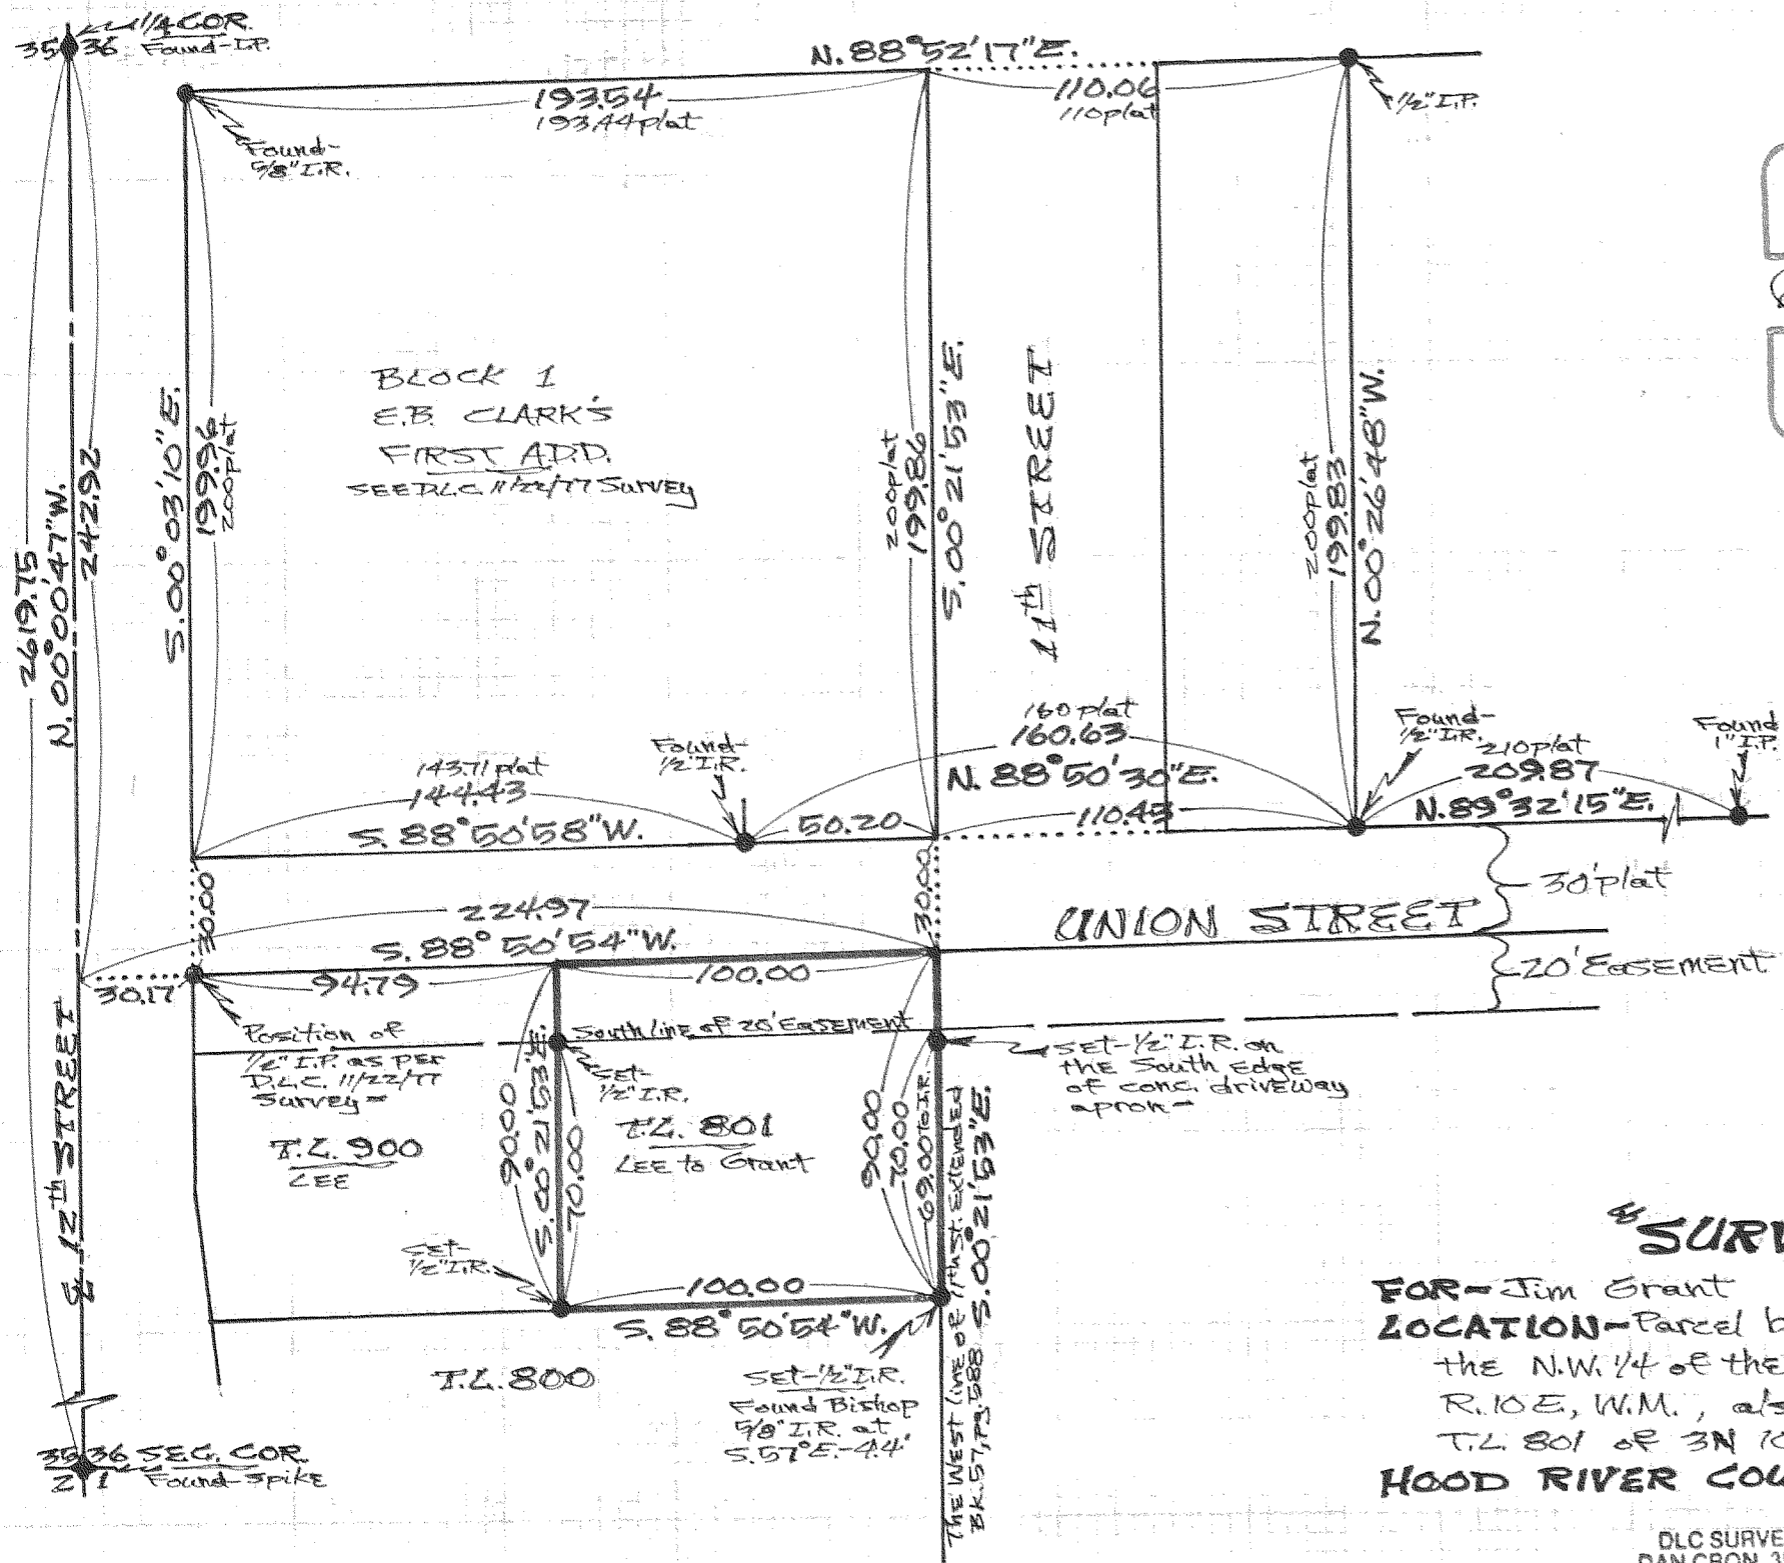 1/4 COR.
35 36 Found-I.P.
N. 88°52'17"E.
193.54
193.44 plat
110.06
110 plat
1/2" I.P.
Found-
5/8" I.R.
2619.75
N. 00°00'47"W.
242.92
S. 00°03'10"E.
199.96
200 plat
BLOCK 1
E.B. CLARK'S
FIRST ADD.
SEE D.L.C. 11/22/77 Survey
200 plat
199.86
S. 00°21'53"E.
11th STREET
200 plat
199.83
N. 00°26'48"W.
143.71 plat
144.43
S. 88°50'58"W.
Found-
1/2" I.R.
50.20
160 plat
160.63
N. 88°50'30"E.
110.43
Found-
1/2" I.R.
210 plat
209.87
N. 89°32'15"E.
Found
1" I.P.
30.00
30.00
30' plat
UNION STREET
20' EASEMENT
224.97
S. 88°50'54"W.
30.17
94.79
100.00
Position of
1/2" I.P. as per
D.L.C. 11/22/77
Survey-
South line of 20' EASEMENT
SET-
1/2" I.R.
SET-1/2" I.R. on
the South Edge
of conc. driveway
apron-
T.L. 900
LEE
90.00
S. 00°21'53"E.
70.00
T.L. 801
LEE to Grant
90.00
70.00
69.00 to I.R.
The WEST line of 11th St. Extended
Bk. 57, pg. 588 S. 00°21'53"E.
℄ 12th STREET
SET-
1/2" I.R.
100.00
S. 88°50'54"W.
T.L. 800
SET-1/2" I.R.
Found Bishop
5/8" I.R. at
S. 57°E.-4.4'
35 36 SEC. COR.
2 1 Found-Spike
"SURV
FOR-Jim Grant
LOCATION-Parcel b
the N.W. 1/4 of the
R. 10 E, W.M., als
T.L. 801 of 3N 10
HOOD RIVER COU
DLC SURVE